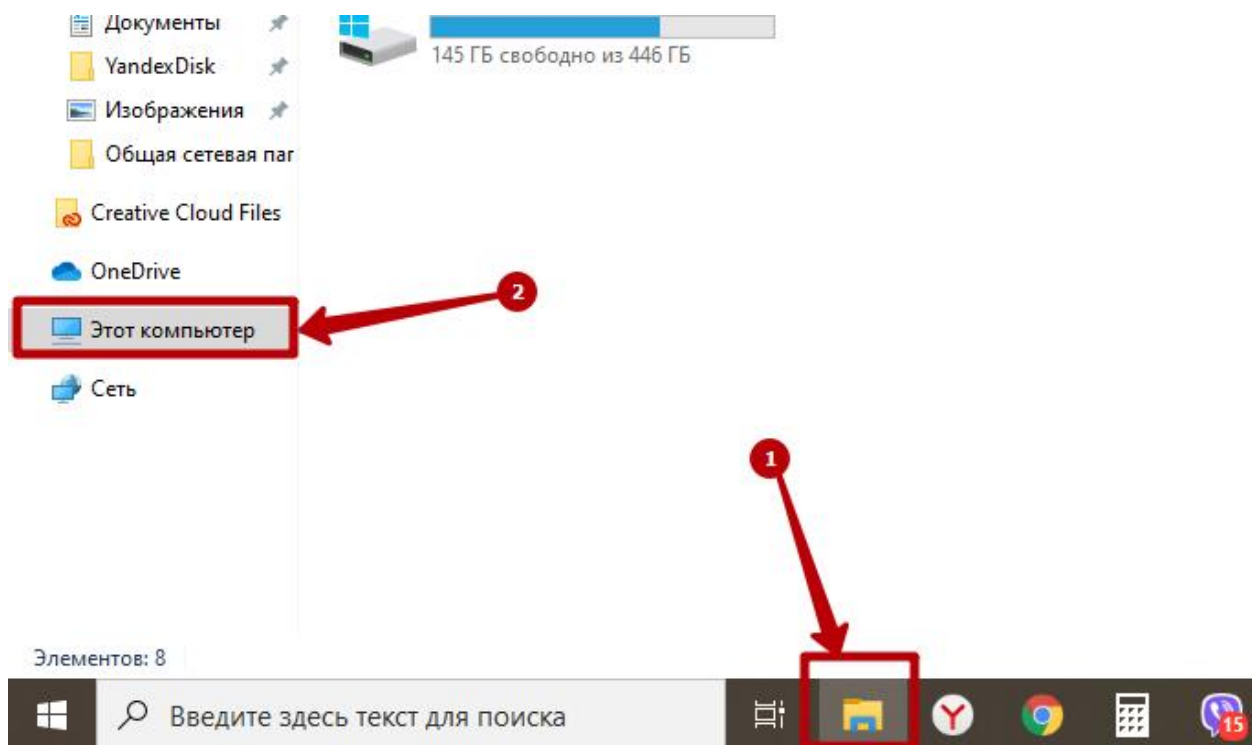 Документы
145 ГБ свободно из 446 ГБ
YandexDisk
Изображения
Общая сетевая пап
Creative Cloud Files
OneDrive
2
Этот компьютер
Сеть
1
Элементов: 8
Введите здесь текст для поиска
Y
15